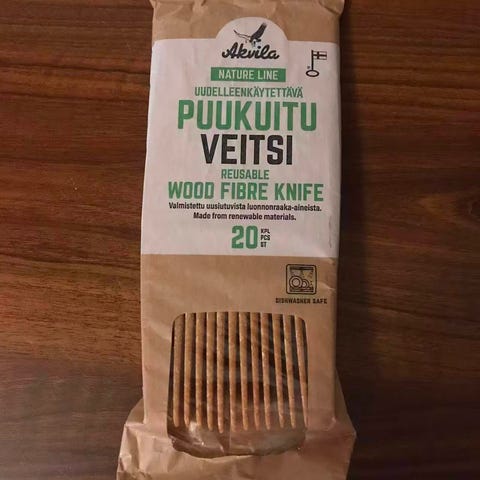 Akvila
NATURE LINE
UUDELLEENKÄYTETTÄVÄ
PUUKUITU
VEITSI
REUSABLE
WOOD FIBRE KNIFE
Valmistettu uusiutuvista luonnonraaka-aineista.
Made from renewable materials.
20 KPL
PCS
ST
DISHWASHER SAFE